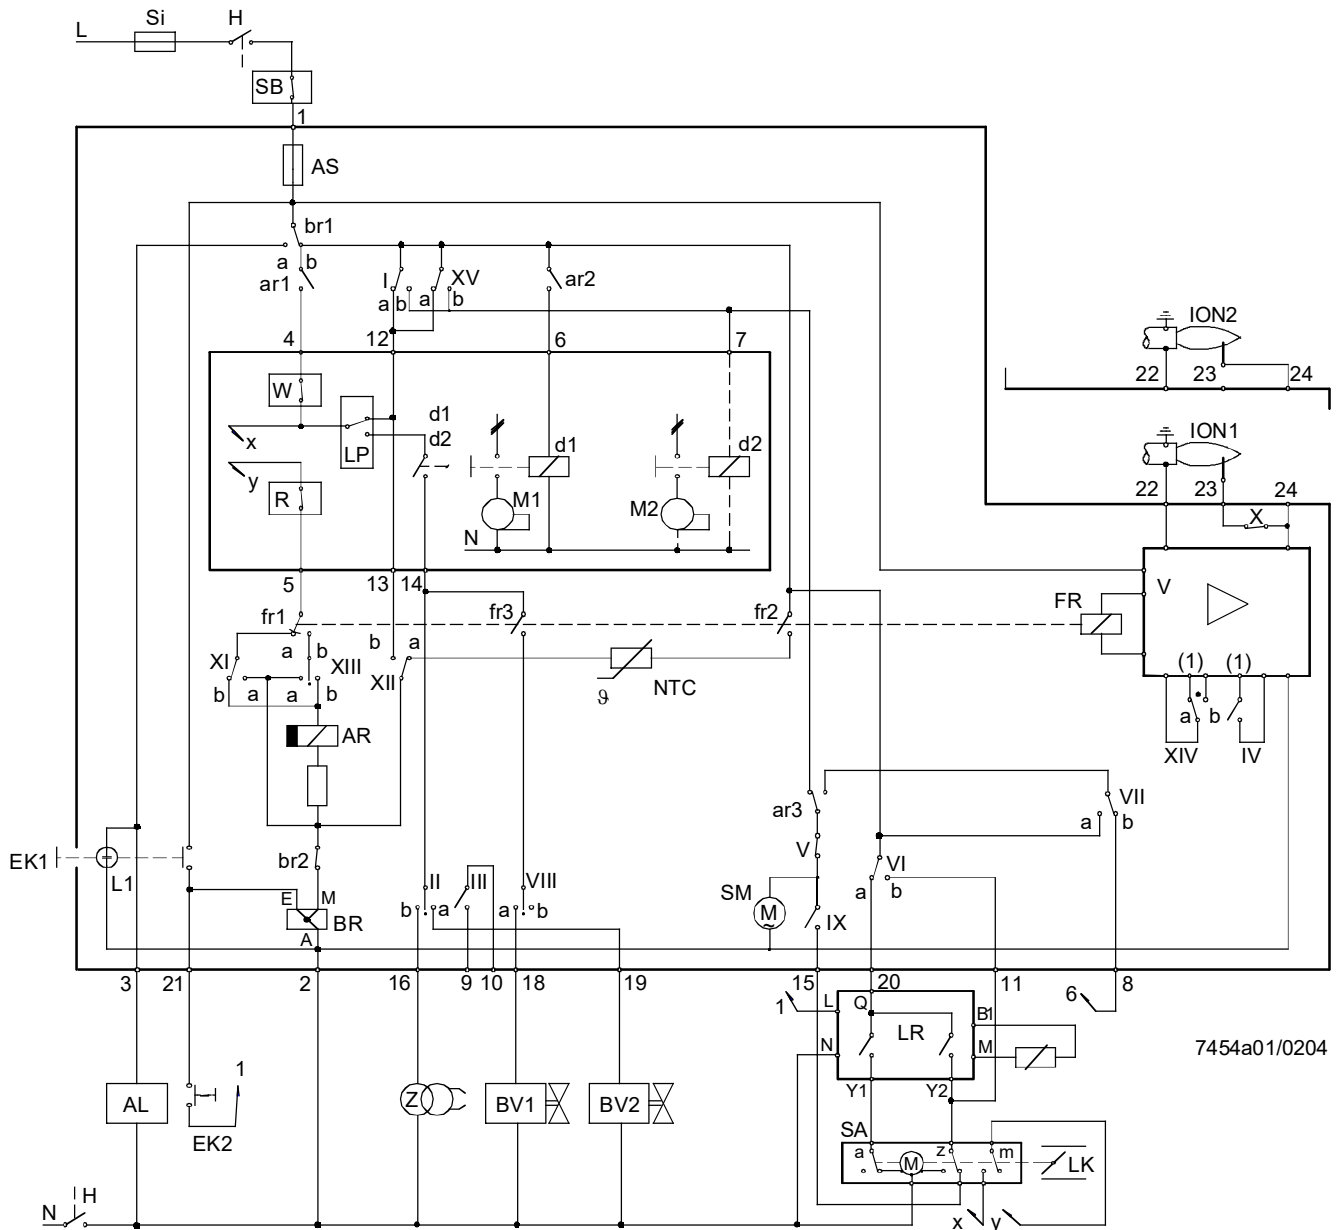 L Si H
SB
1
AS
br1
a b
ar1 I a b XV a b ar2
4 12 6 7
W
x
y
R
LP
d1
d2
M1 d1
M2 d2
N
5 13 14
fr1 fr3 fr2
b a
XI a b XIII XII
b a a b
NTC
ϑ
AR
ION2
22 23 24
ION1
22 23 24
X
FR V
(1) (1)
a b
XIV IV
ar3 VII
a b
V VI
a b
EK1 L1
br2
E M
BR
A
II III VIII
b a a b
SM M ~ IX
3 21 2 16 9 10 18 19 15 20 11 8
1 L Q B1 6
LR
N M
Y1 Y2
7454a01/0204
AL 1 Z BV1 BV2
EK2
SA
a M z m LK
N H
x y